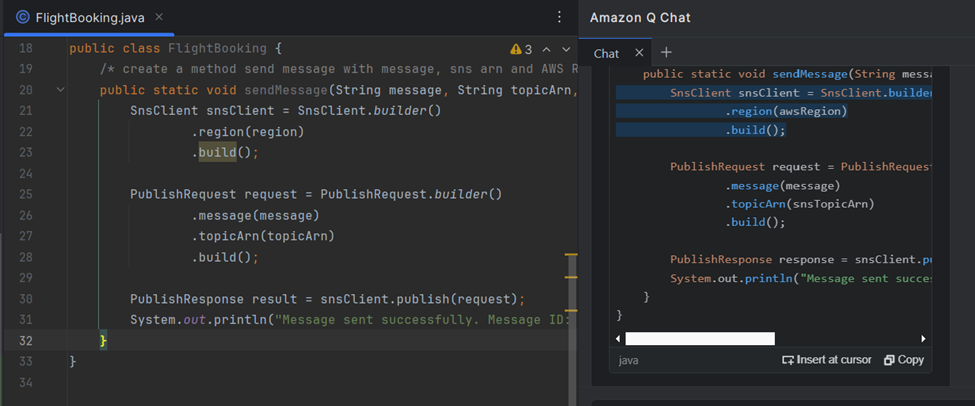 FlightBooking.java
Amazon Q Chat
Chat
3
18 public class FlightBooking {
19 /* create a method send message with message, sns arn and AWS R
20 public static void sendMessage(String message, String topicArn,
21 SnsClient snsClient = SnsClient.builder()
22 .region(region)
23 .build();
24
25 PublishRequest request = PublishRequest.builder()
26 .message(message)
27 .topicArn(topicArn)
28 .build();
29
30 PublishResponse result = snsClient.publish(request);
31 System.out.println("Message sent successfully. Message ID:
32 }
33 }
34
public static void sendMessage(String messa
SnsClient snsClient = SnsClient.builder
.region(awsRegion)
.build();
PublishRequest request = PublishRequest
.message(message)
.topicArn(snsTopicArn)
.build();
PublishResponse response = snsClient.pu
System.out.println("Message sent succes
}
}
java
Insert at cursor
Copy